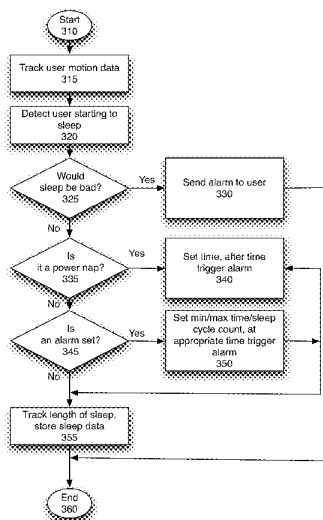 Start
310
Track user motion data
315
Detect user starting to
sleep
320
Would
sleep be bad?
325
Yes
Send alarm to user
330
No
Is
it a power nap?
335
Yes
Set time, after time
trigger alarm
340
No
Is
an alarm set?
345
Yes
Set min/max time/sleep
cycle count, at
appropriate time trigger
alarm
350
No
Track length of sleep,
store sleep data
355
End
360